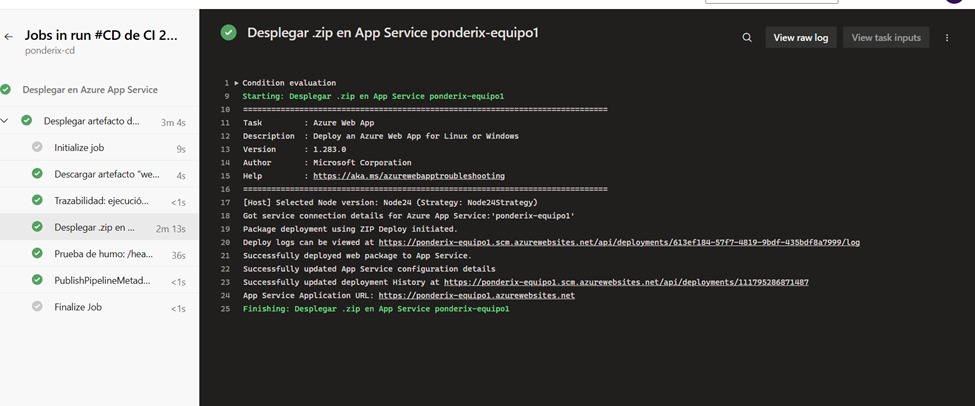 Jobs in run #CD de CI 2...
ponderix-cd
Desplegar en Azure App Service
Desplegar artefacto d... 3m 4s
Initialize job 9s
Descargar artefacto "we... 4s
Trazabilidad: ejecució... <1s
Desplegar .zip en ... 2m 13s
Prueba de humo: /hea... 36s
PublishPipelineMetad... <1s
Finalize Job <1s
Desplegar .zip en App Service ponderix-equipo1
View raw log
View task inputs
1 Condition evaluation
9 Starting: Desplegar .zip en App Service ponderix-equipo1
10 ==============================================================================
11 Task : Azure Web App
12 Description : Deploy an Azure Web App for Linux or Windows
13 Version : 1.283.0
14 Author : Microsoft Corporation
15 Help : https://aka.ms/azurewebapptroubleshooting
16 ==============================================================================
17 [Host] Selected Node version: Node24 (Strategy: Node24Strategy)
18 Got service connection details for Azure App Service:'ponderix-equipo1'
19 Package deployment using ZIP Deploy initiated.
20 Deploy logs can be viewed at https://ponderix-equipo1.scm.azurewebsites.net/api/deployments/613ef184-57f7-4819-9bdf-435bdf8a7999/log
21 Successfully deployed web package to App Service.
22 Successfully updated App Service configuration details
23 Successfully updated deployment History at https://ponderix-equipo1.scm.azurewebsites.net/api/deployments/111795286871487
24 App Service Application URL: https://ponderix-equipo1.azurewebsites.net
25 Finishing: Desplegar .zip en App Service ponderix-equipo1